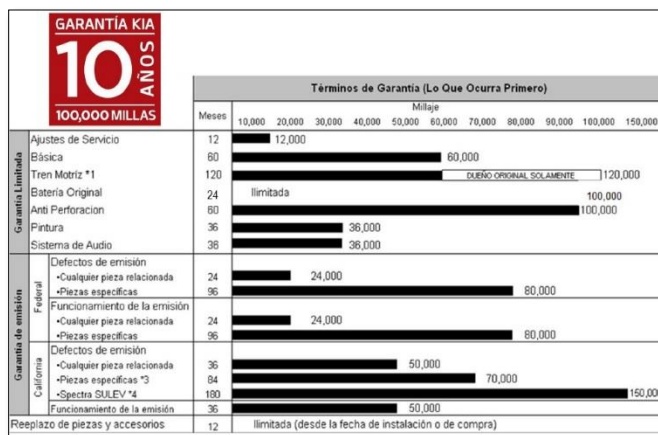 GARANTÍA KIA
10 AÑOS
100,000 MILLAS
Términos de Garantía (Lo Que Ocurra Primero)
Meses
Millaje
10,000 20,000 30,000 40,000 50,000 60,000 70,000 80,000 90,000 100,000 150,000
Garantía Limitada
Ajustes de Servicio 12 12,000
Básica 60 60,000
Tren Motríz *1 120 DUEÑO ORIGINAL SOLAMENTE 120,000
Batería Original 24 Ilimitada 100,000
Anti Perforacion 60 100,000
Pintura 36 36,000
Sistema de Audio 36 36,000
Garantía de emisión
Federal
Defectos de emisión
•Cualquier pieza relacionada 24 24,000
•Piezas específicas 96 80,000
Funcionamiento de la emisión
•Cualquier pieza relacionada 24 24,000
•Piezas específicas 96 80,000
California
Defectos de emisión
•Cualquier pieza relacionada 36 50,000
•Piezas específicas *3 84 70,000
•Spectra SULEV *4 180 150,000
Funcionamiento de la emisión 36 50,000
Reeplazo de piezas y accesorios 12 Ilimitada (desde la fecha de instalación o de compra)